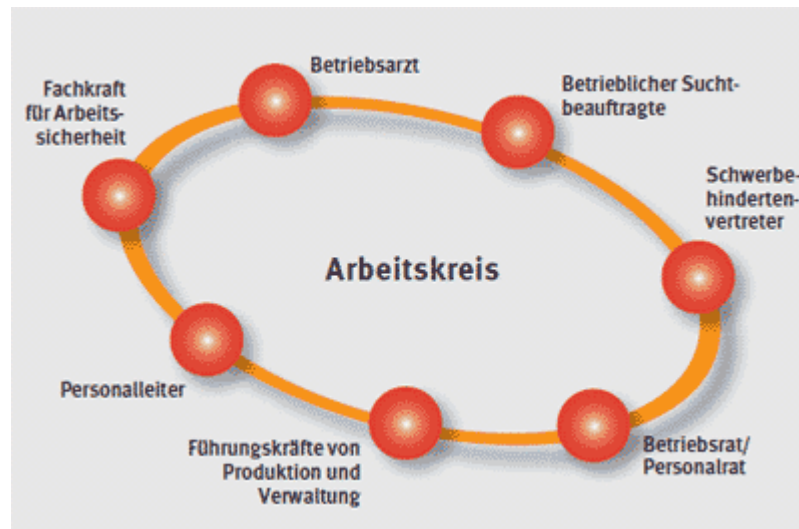 Betriebsarzt
Fachkraft
für Arbeits-
sicherheit
Betrieblicher Sucht-
beauftragte
Schwerbe-
hinderten-
vertreter
Arbeitskreis
Personalleiter
Führungskräfte von
Produktion und
Verwaltung
Betriebsrat/
Personalrat